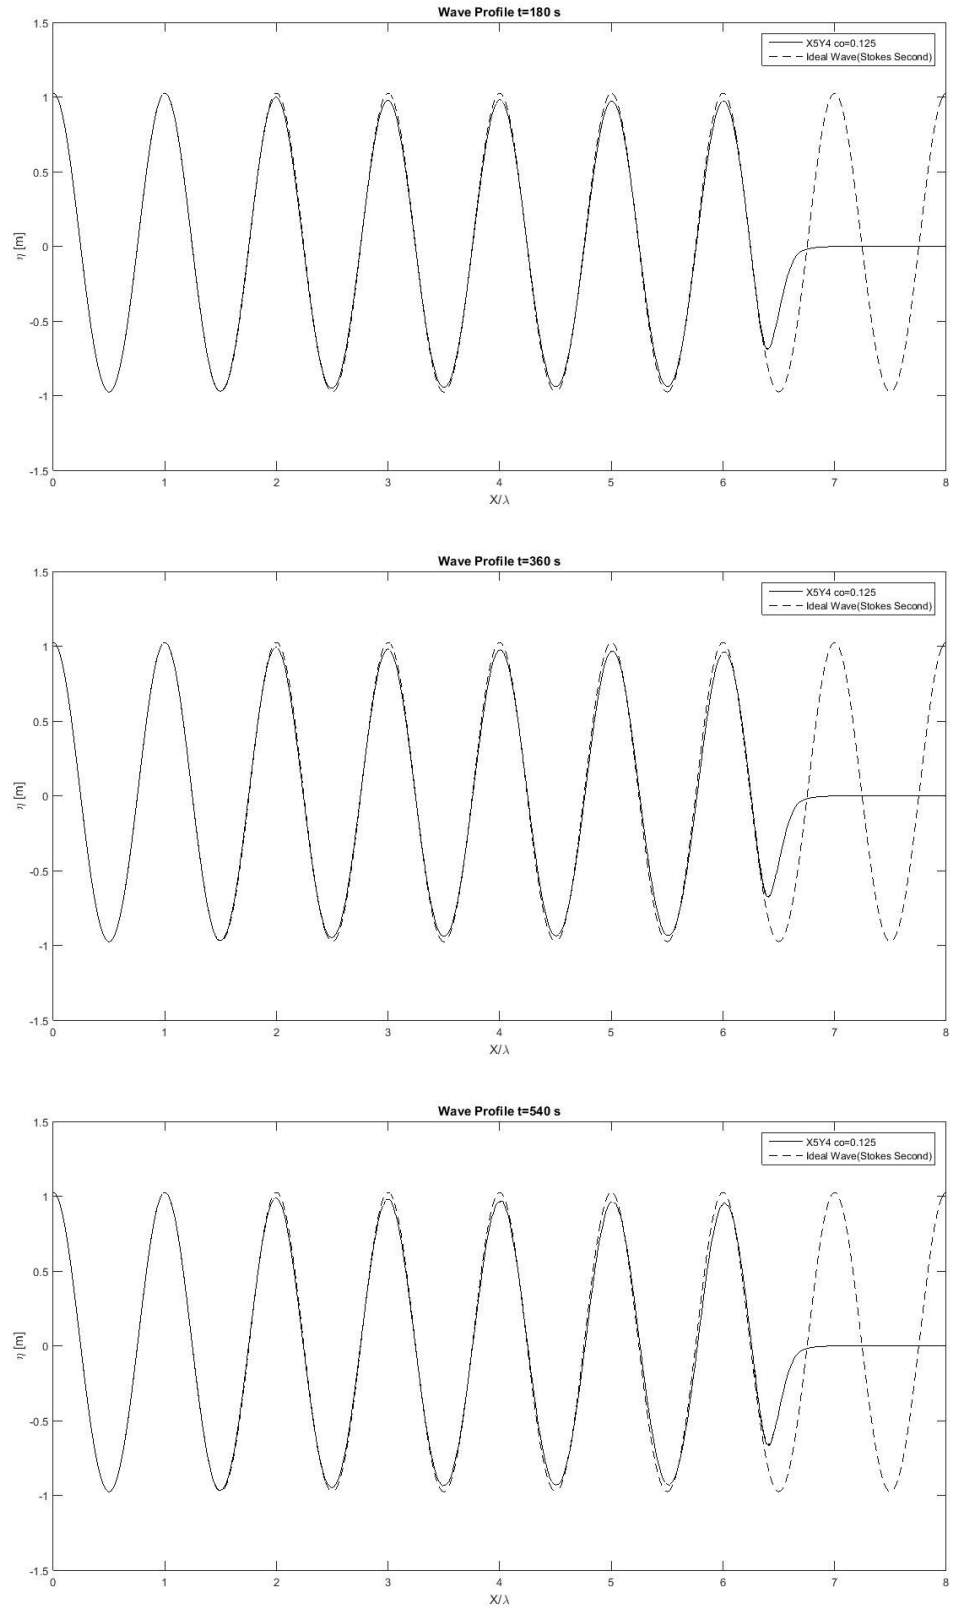 Wave Profile t=180 s
1.5
X5Y4 co=0.125
Ideal Wave(Stokes Second)
1
0.5
0
η [m]
-0.5
-1
-1.5
0 1 2 3 4 5 6 7 8
X/λ
Wave Profile t=360 s
1.5
X5Y4 co=0.125
Ideal Wave(Stokes Second)
1
0.5
0
η [m]
-0.5
-1
-1.5
0 1 2 3 4 5 6 7 8
X/λ
Wave Profile t=540 s
1.5
X5Y4 co=0.125
Ideal Wave(Stokes Second)
1
0.5
0
η [m]
-0.5
-1
-1.5
0 1 2 3 4 5 6 7 8
X/λ